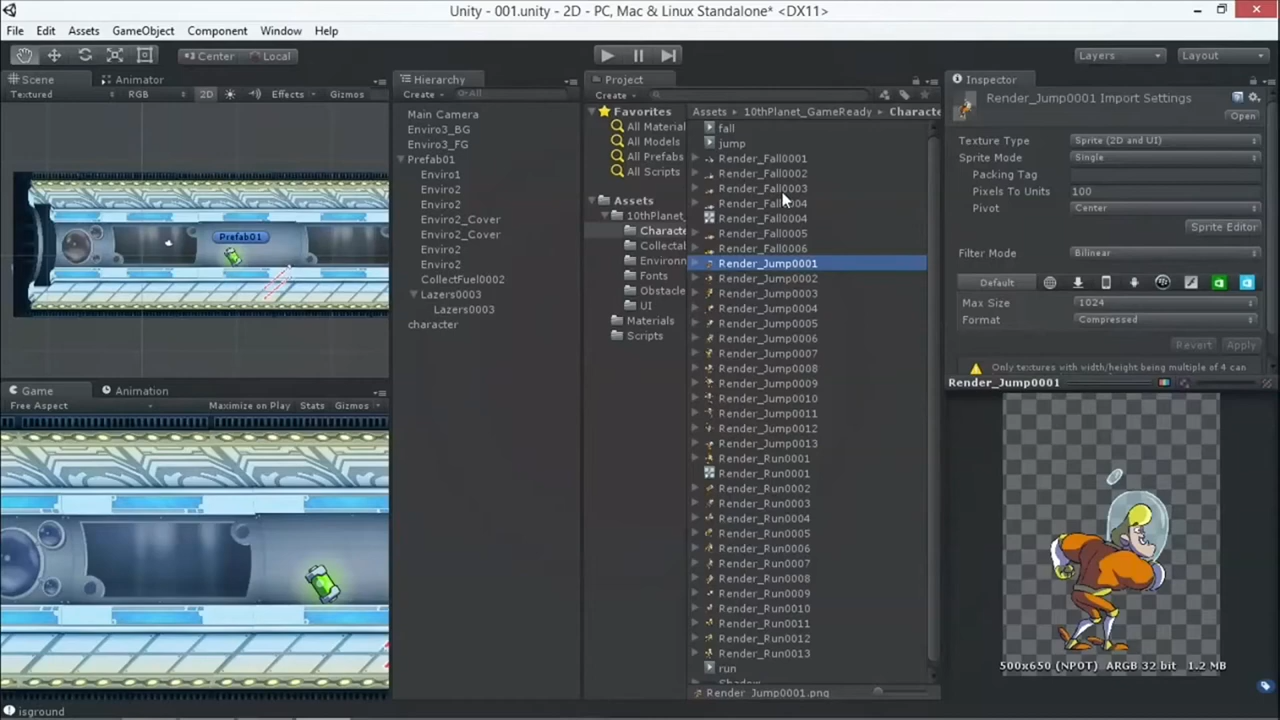 Unity - 001.unity - 2D - PC, Mac & Linux Standalone* <DX11>
File Edit Assets GameObject Component Window Help
Center Local Layers Layout
Scene Animator
Textured RGB 2D Effects Gizmos
Prefab01
Game Animation
Free Aspect Maximize on Play Stats Gizmos
isground
Hierarchy
Create All
Main Camera
Enviro3_BG
Enviro3_FG
Prefab01
Enviro1
Enviro2
Enviro2
Enviro2_Cover
Enviro2_Cover
Enviro2
Enviro2
CollectFuel0002
Lazers0003
Lazers0003
character
Project
Create
Favorites
All Material
All Models
All Prefabs
All Scripts
Assets
10thPlanet_
Characte
Collectal
Environn
Fonts
Obstacle
UI
Materials
Scripts
Assets 10thPlanet_GameReady Characte
fall
jump
Render_Fall0001
Render_Fall0002
Render_Fall0003
Render_Fall0004
Render_Fall0004
Render_Fall0005
Render_Fall0006
Render_Jump0001
Render_Jump0002
Render_Jump0003
Render_Jump0004
Render_Jump0005
Render_Jump0006
Render_Jump0007
Render_Jump0008
Render_Jump0009
Render_Jump0010
Render_Jump0011
Render_Jump0012
Render_Jump0013
Render_Run0001
Render_Run0001
Render_Run0002
Render_Run0003
Render_Run0004
Render_Run0005
Render_Run0006
Render_Run0007
Render_Run0008
Render_Run0009
Render_Run0010
Render_Run0011
Render_Run0012
Render_Run0013
run
Render_Jump0001.png
Inspector
Render_Jump0001 Import Settings
Open
Texture Type Sprite (2D and UI)
Sprite Mode Single
Packing Tag
Pixels To Units 100
Pivot Center
Sprite Editor
Filter Mode Bilinear
Default
Max Size 1024
Format Compressed
Revert Apply
Only textures with width/height being multiple of 4 can
Render_Jump0001
500x650 (NPOT) ARGB 32 bit 1.2 MB